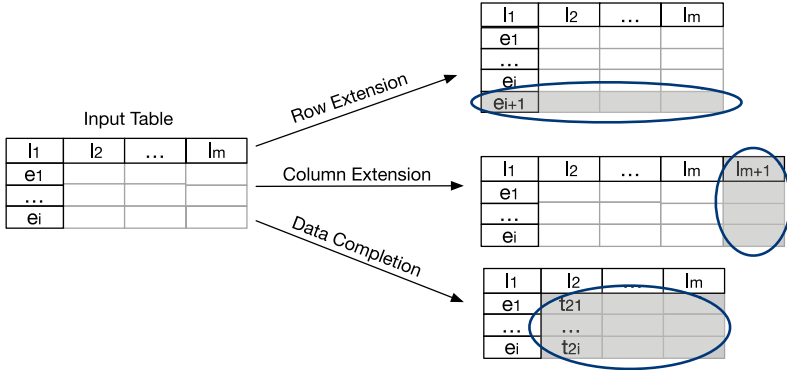 Input Table
l1 l2 ... lm
e1
...
ei
Row Extension
Column Extension
Data Completion
l1 l2 ... lm
e1
...
ei
ei+1
l1 l2 ... lm lm+1
e1
...
ei
l1 l2 ... lm
e1 t21
... ...
ei t2i